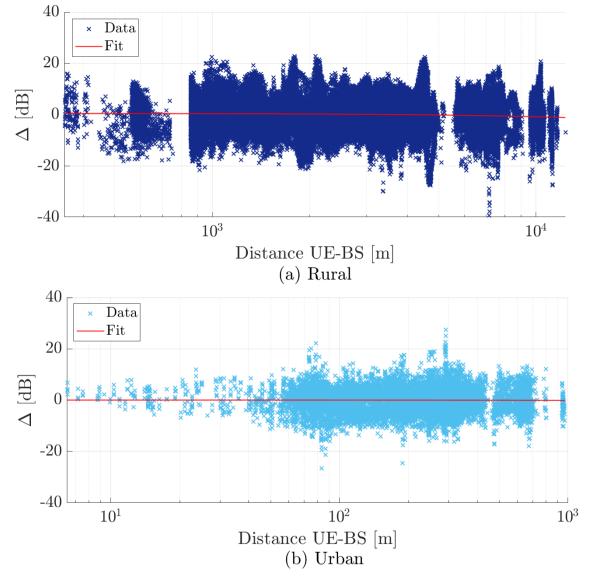 40
20
0
-20
-40
Δ [dB]
Data
Fit
10³
10⁴
Distance UE-BS [m]
(a) Rural
40
20
0
-20
-40
Δ [dB]
Data
Fit
10¹
10²
10³
Distance UE-BS [m]
(b) Urban